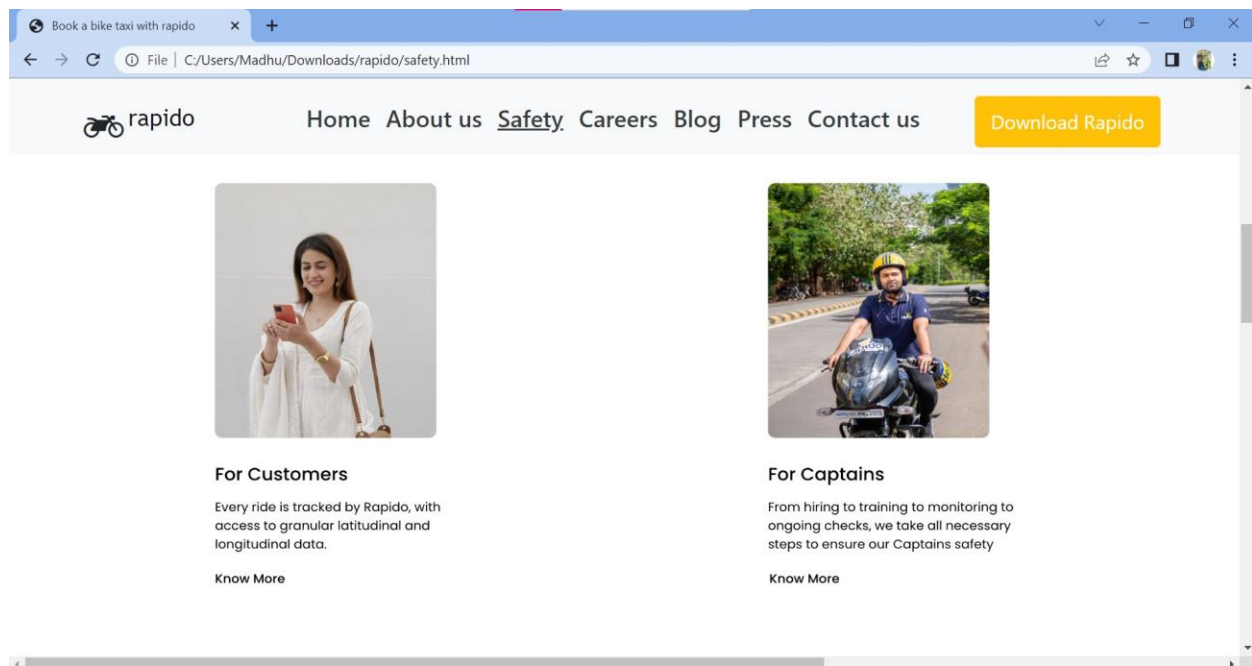 Book a bike taxi with rapido
File | C:/Users/Madhu/Downloads/rapido/safety.html
rapido
Home About us Safety Careers Blog Press Contact us
Download Rapido
For Customers
Every ride is tracked by Rapido, with
access to granular latitudinal and
longitudinal data.
Know More
For Captains
From hiring to training to monitoring to
ongoing checks, we take all necessary
steps to ensure our Captains safety
Know More